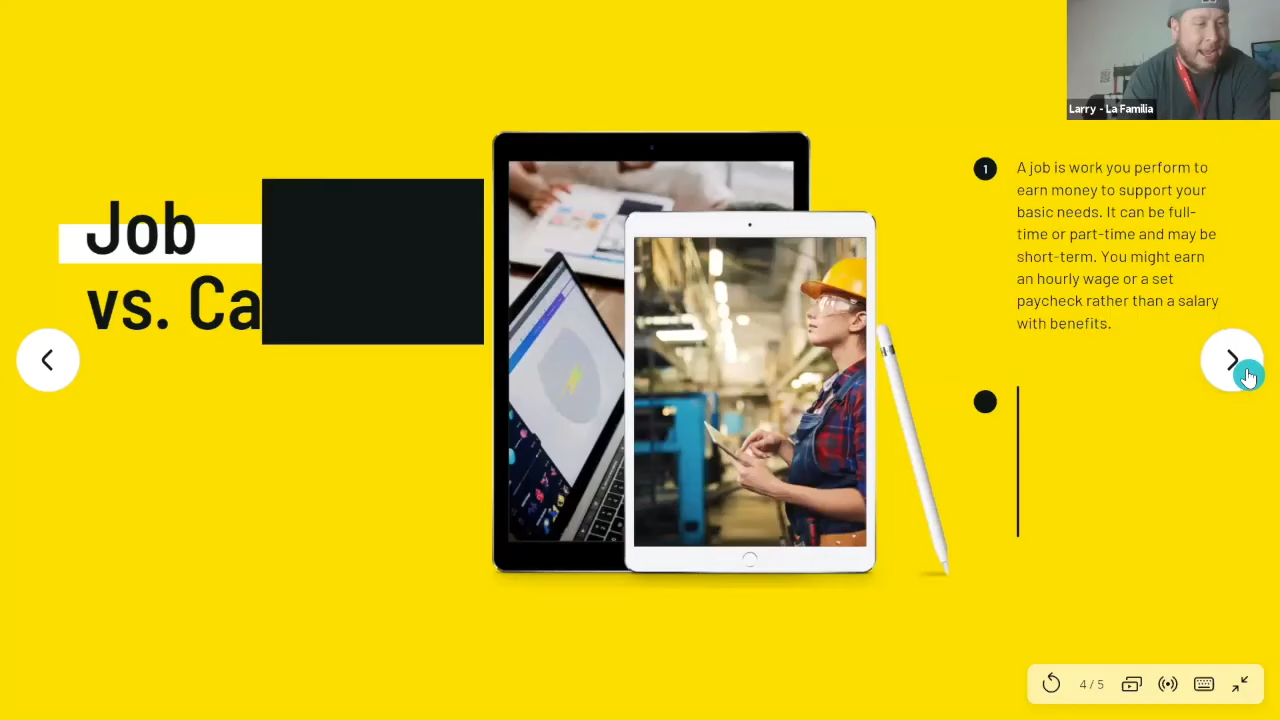 Job
vs. Ca
1
A job is work you perform to
earn money to support your
basic needs. It can be full-
time or part-time and may be
short-term. You might earn
an hourly wage or a set
paycheck rather than a salary
with benefits.
Larry - La Familia
4 / 5